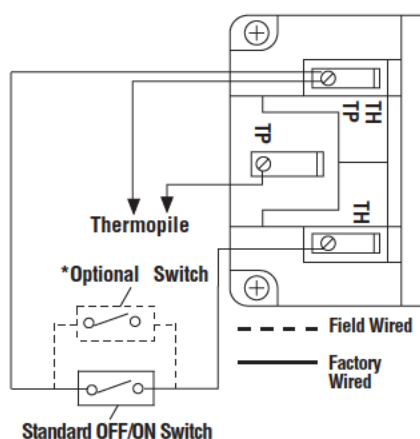 TH
TP
TP
Thermopile
TH
*Optional Switch
Field Wired
Factory
Wired
Standard OFF/ON Switch